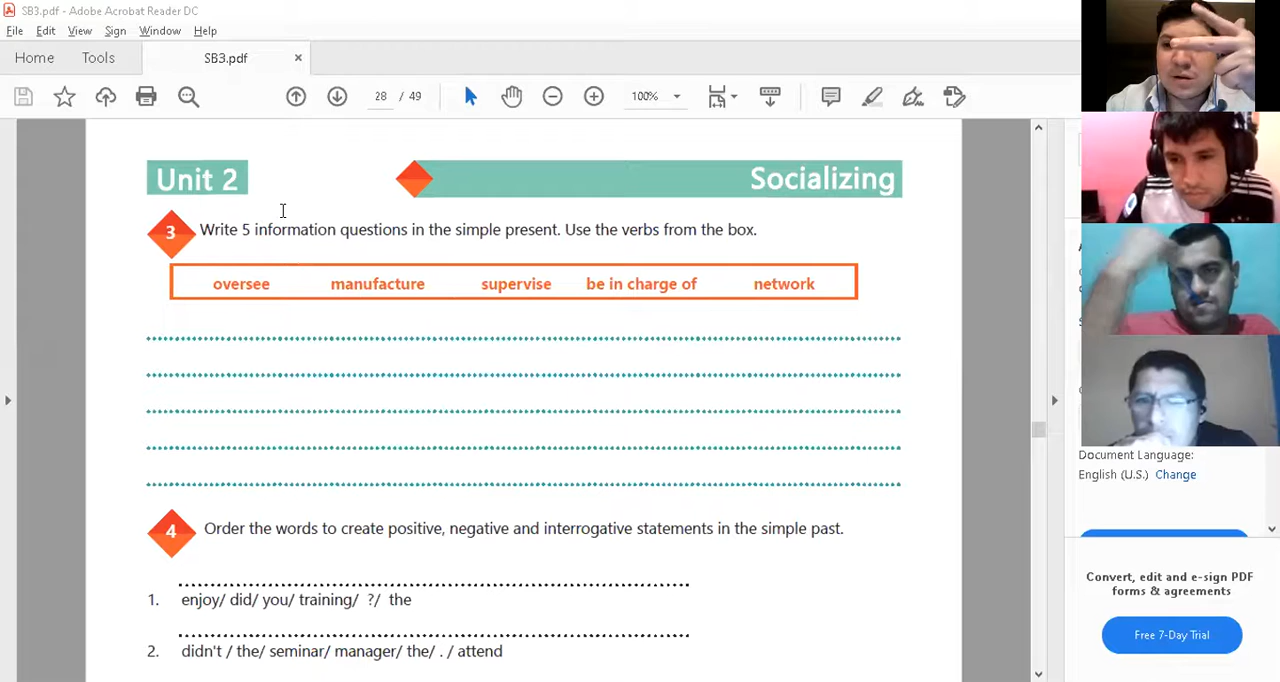 SB3.pdf - Adobe Acrobat Reader DC
File Edit View Sign Window Help
Home Tools SB3.pdf ×
28 / 49 100%
Unit 2 Socializing
3 Write 5 information questions in the simple present. Use the verbs from the box.
oversee manufacture supervise be in charge of network
4 Order the words to create positive, negative and interrogative statements in the simple past.
1. enjoy/ did/ you/ training/ ?/ the
2. didn't / the/ seminar/ manager/ the/ . / attend
Document Language:
English (U.S.) Change
Convert, edit and e-sign PDF
forms & agreements
Free 7-Day Trial